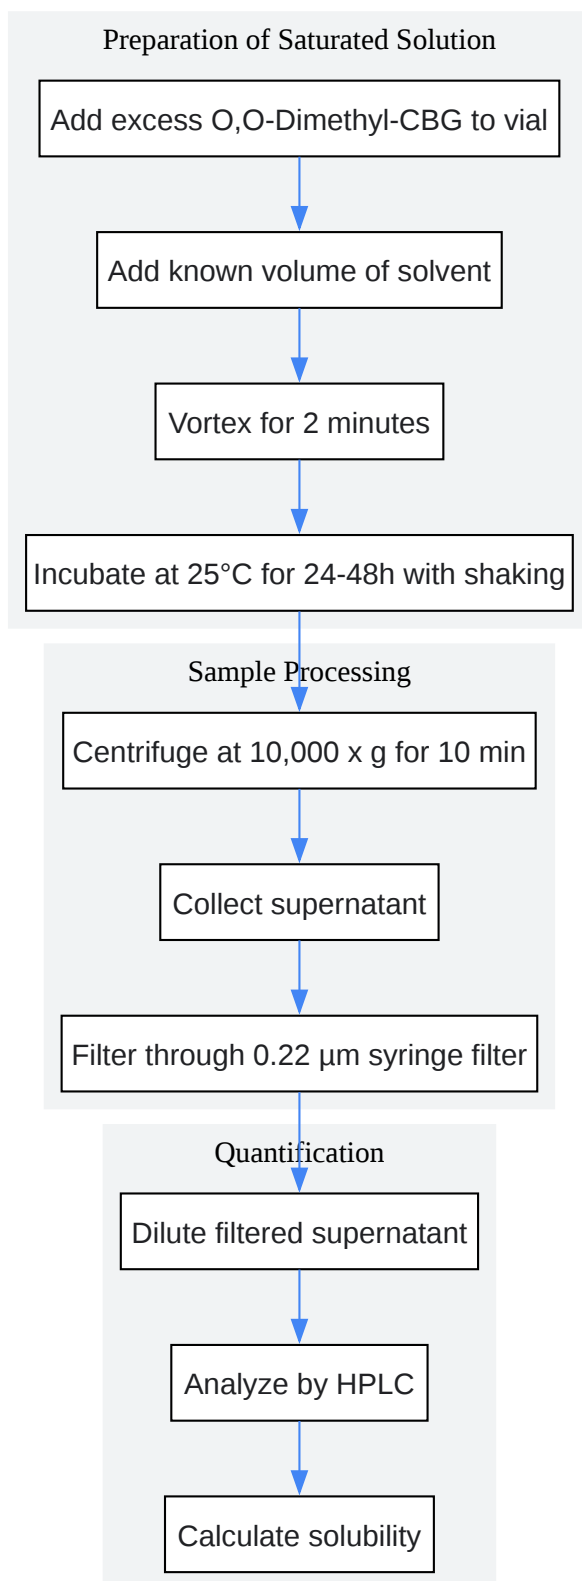 Preparation of Saturated Solution
Add excess O,O-Dimethyl-CBG to vial
Add known volume of solvent
Vortex for 2 minutes
Incubate at 25°C for 24-48h with shaking
Sample Processing
Centrifuge at 10,000 x g for 10 min
Collect supernatant
Filter through 0.22 µm syringe filter
Quantification
Dilute filtered supernatant
Analyze by HPLC
Calculate solubility